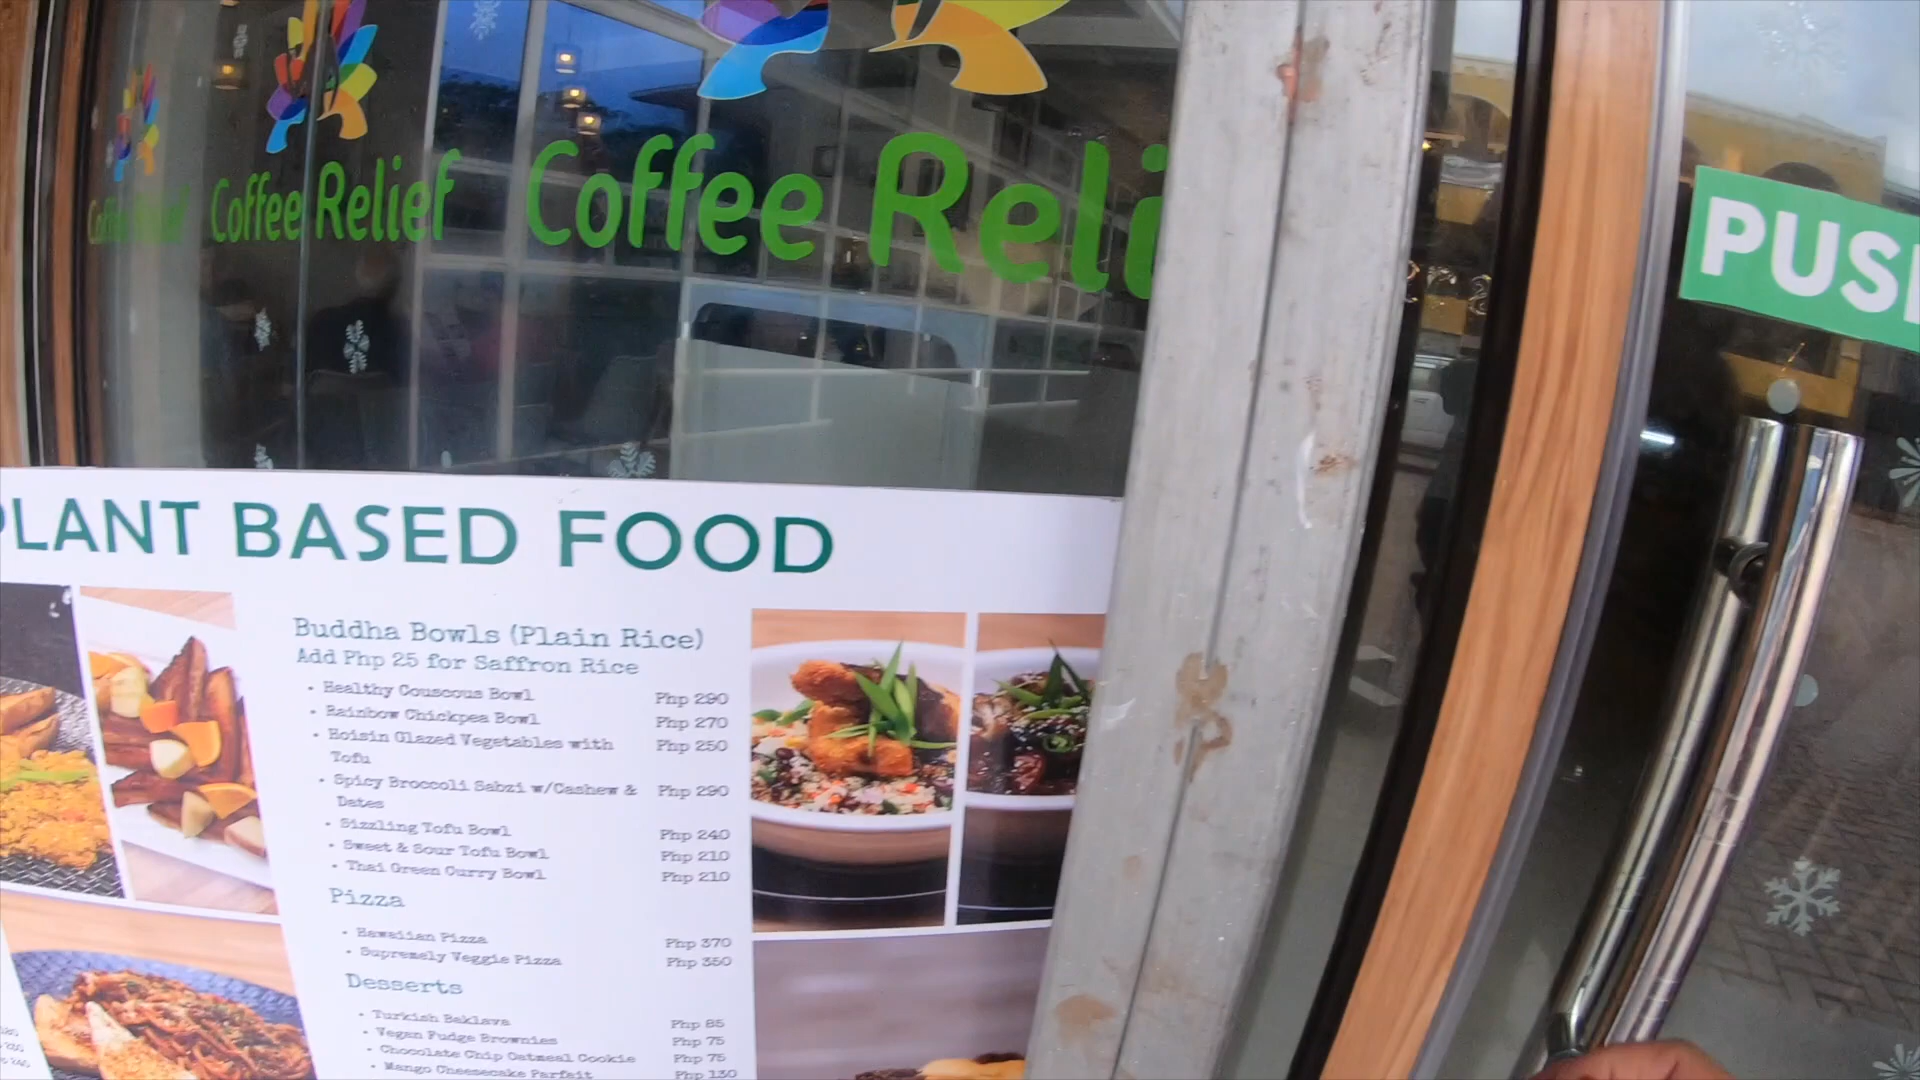 Coffee Relief
Coffee Relief
Coffee Reli
PUSH
PLANT BASED FOOD
Buddha Bowls (Plain Rice)
Add Php 25 for Saffron Rice
• Healthy Couscous Bowl Php 290
• Rainbow Chickpea Bowl Php 270
• Hoisin Glazed Vegetables with Php 250
Tofu
• Spicy Broccoli Sabzi w/Cashew & Php 290
Dates
• Sizzling Tofu Bowl Php 240
• Sweet & Sour Tofu Bowl Php 210
• Thai Green Curry Bowl Php 210
Pizza
• Hawaiian Pizza Php 370
• Supremely Veggie Pizza Php 350
Desserts
• Turkish Baklava Php 85
• Vegan Fudge Brownies Php 75
• Chocolate Chip Oatmeal Cookie Php 75
• Mango Cheesecake Parfait Php 130